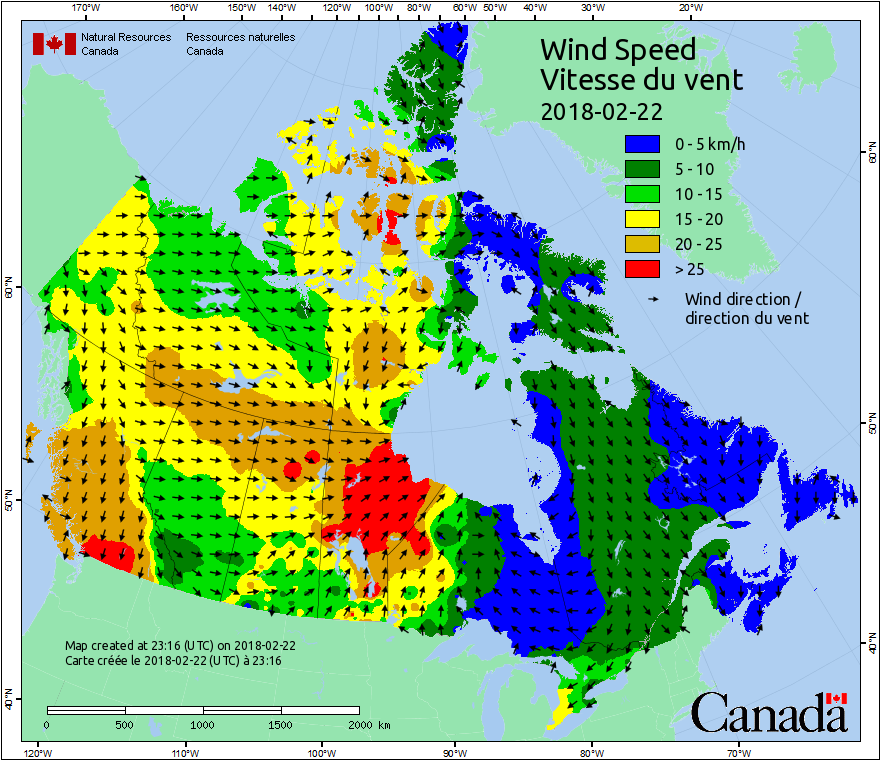 170°W 160°W 150°W 140°W 130°W 120°W 110°W 100°W 90°W 80°W 70°W 60°W 50°W 40°W 30°W 20°W
Natural Resources Canada
Ressources naturelles Canada
Wind Speed
Vitesse du vent
2018-02-22
0 - 5 km/h
5 - 10
10 - 15
15 - 20
20 - 25
> 25
Wind direction /
direction du vent
60°N
50°N
40°N
60°N
50°N
40°N
Map created at 23:16 (UTC) on 2018-02-22
Carte créée le 2018-02-22 (UTC) à 23:16
0 500 1000 1500 2000 km
Canada
120°W 110°W 100°W 90°W 80°W 70°W